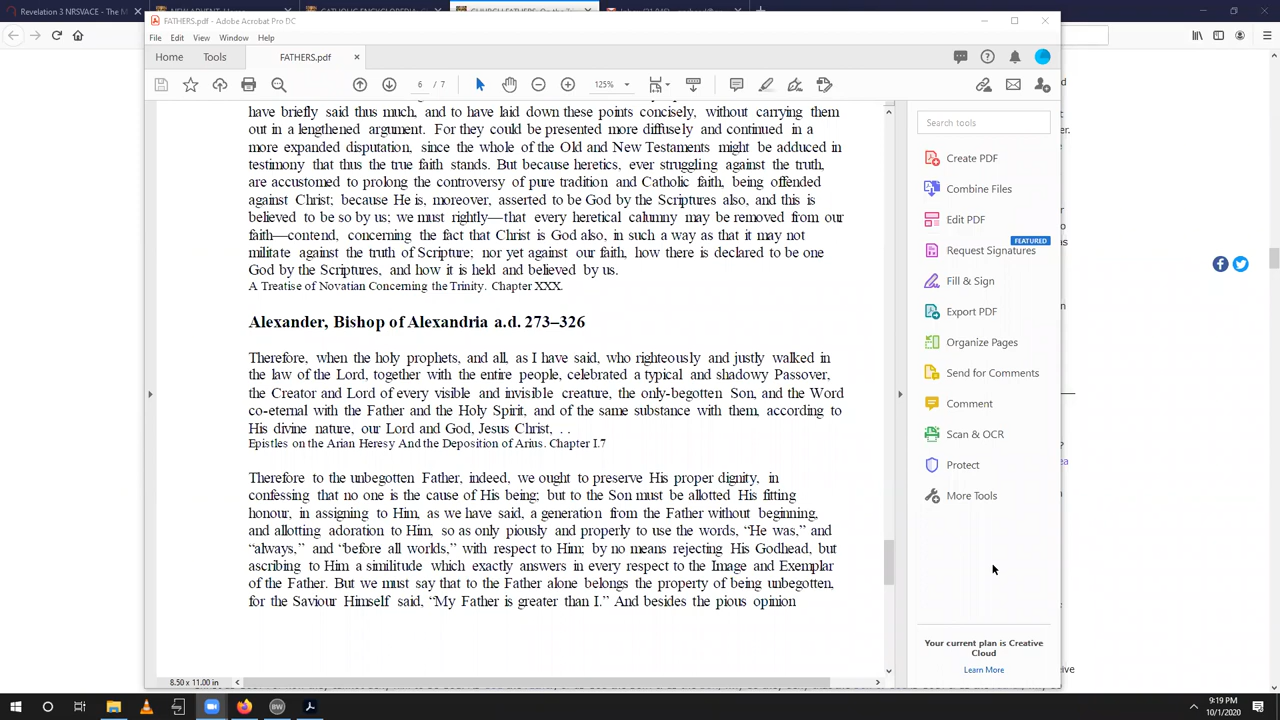 Revelation 3 NRSVACE - The M
FATHERS.pdf - Adobe Acrobat Pro DC
File Edit View Window Help
Home Tools FATHERS.pdf ×
6 / 7 125%
have briefly said thus much, and to have laid down these points concisely, without carrying them
out in a lengthened argument. For they could be presented more diffusely and continued in a
more expanded disputation, since the whole of the Old and New Testaments might be adduced in
testimony that thus the true faith stands. But because heretics, ever struggling against the truth,
are accustomed to prolong the controversy of pure tradition and Catholic faith, being offended
against Christ; because He is, moreover, asserted to be God by the Scriptures also, and this is
believed to be so by us; we must rightly—that every heretical calumny may be removed from our
faith—contend, concerning the fact that Christ is God also, in such a way as that it may not
militate against the truth of Scripture; nor yet against our faith, how there is declared to be one
God by the Scriptures, and how it is held and believed by us.
A Treatise of Novatian Concerning the Trinity. Chapter XXX.
Alexander, Bishop of Alexandria a.d. 273–326
Therefore, when the holy prophets, and all, as I have said, who righteously and justly walked in
the law of the Lord, together with the entire people, celebrated a typical and shadowy Passover,
the Creator and Lord of every visible and invisible creature, the only-begotten Son, and the Word
co-eternal with the Father and the Holy Spirit, and of the same substance with them, according to
His divine nature, our Lord and God, Jesus Christ, . .
Epistles on the Arian Heresy And the Deposition of Arius. Chapter I.7
Therefore to the unbegotten Father, indeed, we ought to preserve His proper dignity, in
confessing that no one is the cause of His being; but to the Son must be allotted His fitting
honour, in assigning to Him, as we have said, a generation from the Father without beginning,
and allotting adoration to Him, so as only piously and properly to use the words, “He was,” and
“always,” and “before all worlds,” with respect to Him; by no means rejecting His Godhead, but
ascribing to Him a similitude which exactly answers in every respect to the Image and Exemplar
of the Father. But we must say that to the Father alone belongs the property of being unbegotten,
for the Saviour Himself said, “My Father is greater than I.” And besides the pious opinion
8.50 x 11.00 in
Search tools
Create PDF
Combine Files
Edit PDF
FEATURED
Request Signatures
Fill & Sign
Export PDF
Organize Pages
Send for Comments
Comment
Scan & OCR
Protect
More Tools
Your current plan is Creative
Cloud
Learn More
9:19 PM
10/1/2020